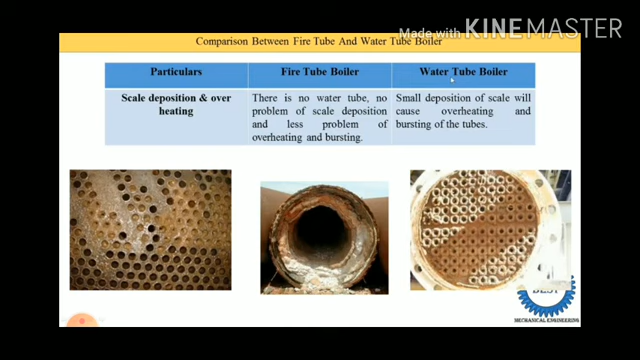 Made with KINEMASTER
Comparison Between Fire Tube And Water Tube Boiler
Particulars
Fire Tube Boiler
Water Tube Boiler
Scale deposition & over
heating
There is no water tube, no
problem of scale deposition
and less problem of
overheating and bursting.
Small deposition of scale will
cause overheating and
bursting of the tubes.
BEST
MECHANICAL ENGINEERING